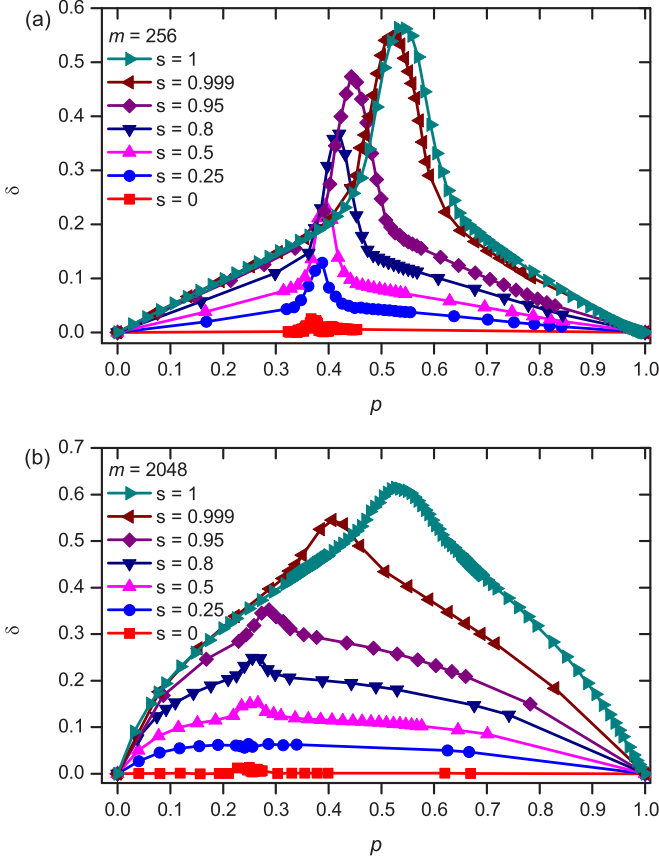 (a)
m = 256
s = 1
s = 0.999
s = 0.95
s = 0.8
s = 0.5
s = 0.25
s = 0
0.6
0.5
0.4
0.3
0.2
0.1
0.0
δ
0.0 0.1 0.2 0.3 0.4 0.5 0.6 0.7 0.8 0.9 1.0
p
(b)
m = 2048
s = 1
s = 0.999
s = 0.95
s = 0.8
s = 0.5
s = 0.25
s = 0
0.7
0.6
0.5
0.4
0.3
0.2
0.1
0.0
δ
0.0 0.1 0.2 0.3 0.4 0.5 0.6 0.7 0.8 0.9 1.0
p